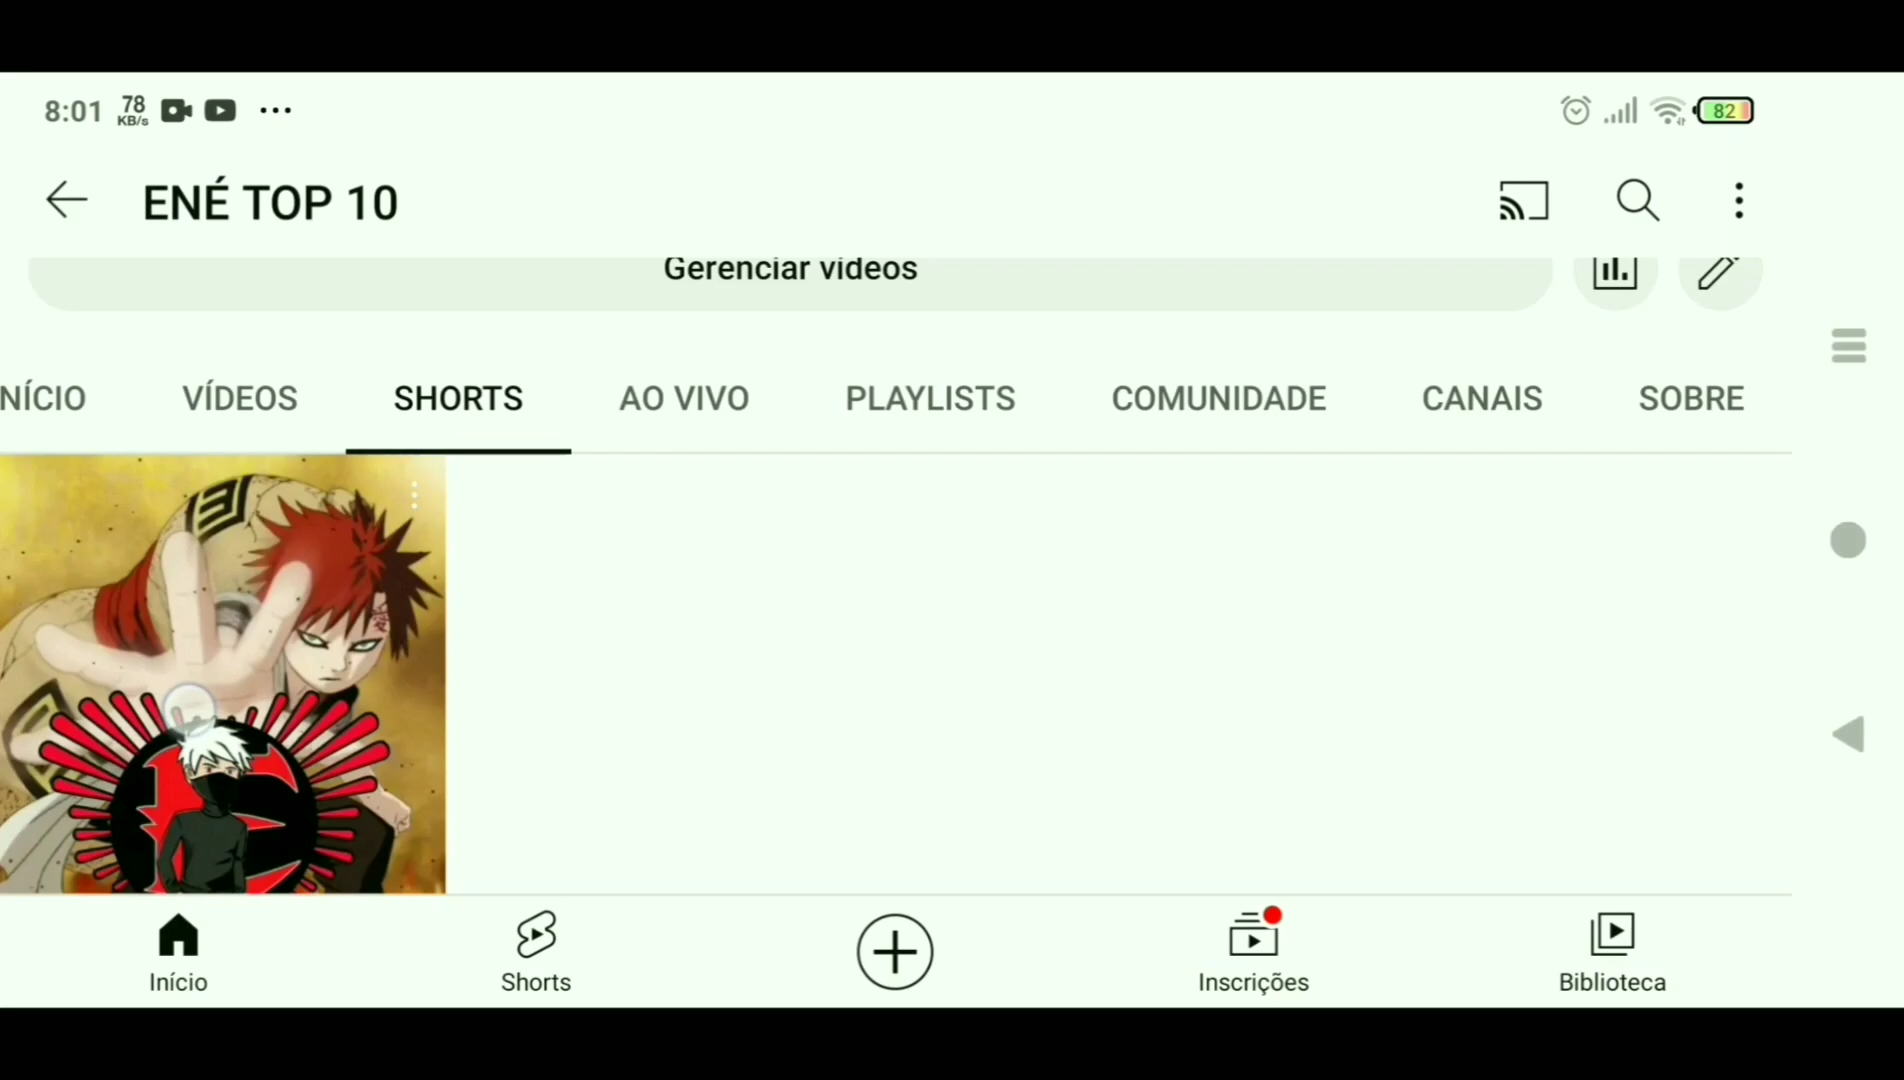 8:01 78 KB/s 82
ENÉ TOP 10
Gerenciar vídeos
NÍCIO VÍDEOS SHORTS AO VIVO PLAYLISTS COMUNIDADE CANAIS SOBRE
愛
Início Shorts Inscrições Biblioteca